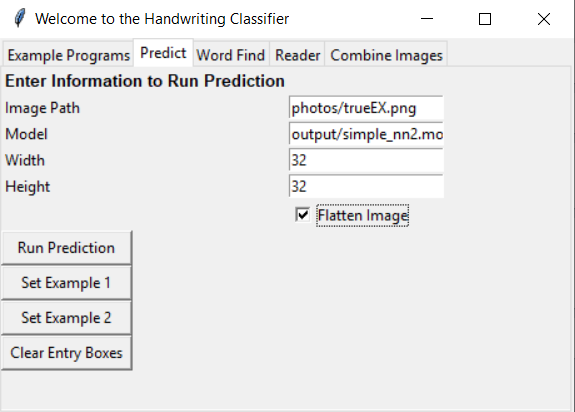 Welcome to the Handwriting Classifier
Example Programs Predict Word Find Reader Combine Images
Enter Information to Run Prediction
Image Path photos/trueEX.png
Model output/simple_nn2.mo
Width 32
Height 32
Flatten Image
Run Prediction
Set Example 1
Set Example 2
Clear Entry Boxes